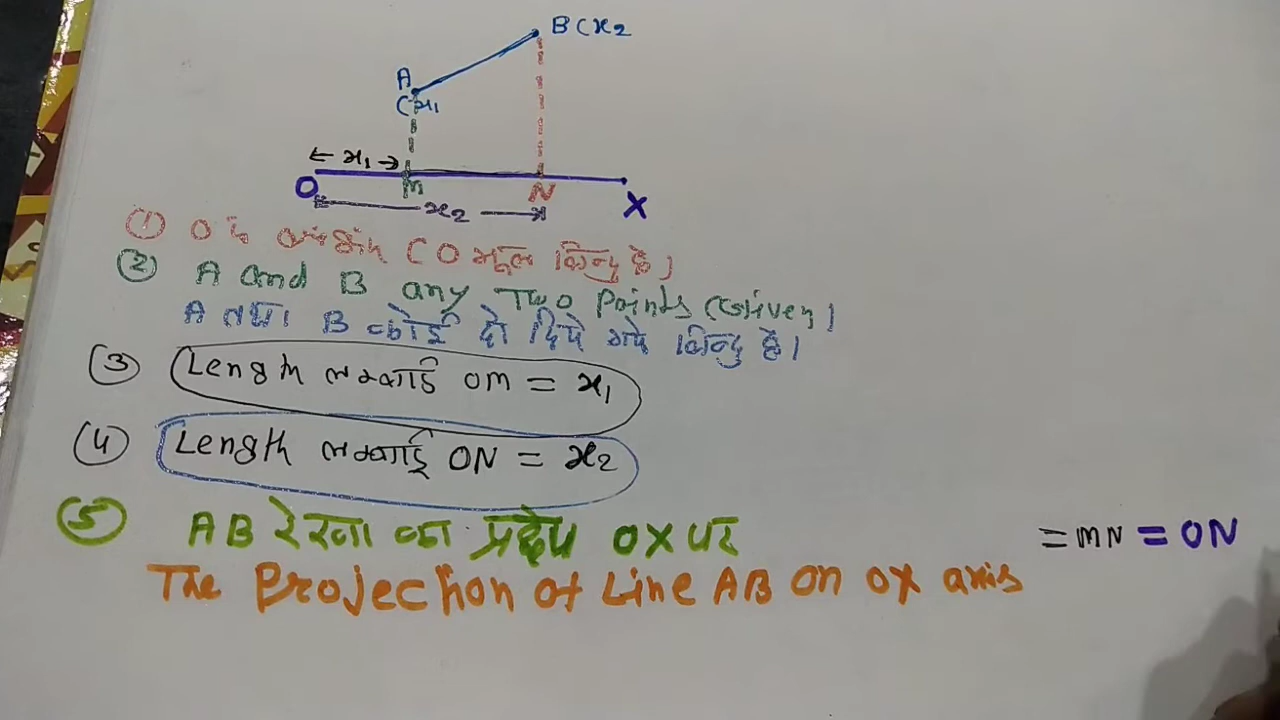 B(x2
A
(x1
← x1 →
O M N X
x2
(1) O is origin (O मूल बिन्दु है)
(2) A and B any Two Points (Given)
A तथा B कोई दो दिये गये बिन्दु है।
(3) Length लम्बाई OM = x1
(4) Length लम्बाई ON = x2
(5) AB रेखा का प्रक्षेप OX पर = MN = ON
The Projection of Line AB on OX axis